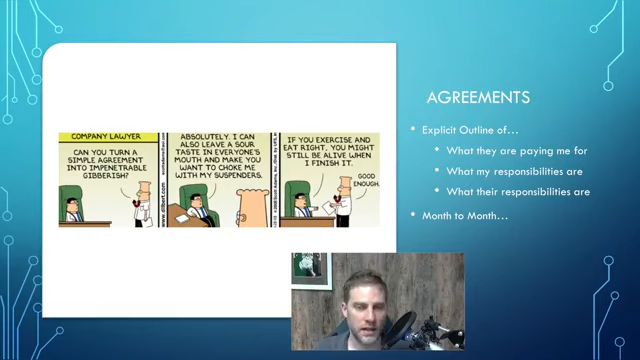 COMPANY LAWYER
CAN YOU TURN A
SIMPLE AGREEMENT
INTO IMPENETRABLE
GIBBERISH?
ABSOLUTELY. I CAN
ALSO LEAVE A SOUR
TASTE IN EVERYONE'S
MOUTH AND MAKE YOU
WANT TO CHOKE ME
WITH MY SUSPENDERS.
www.dilbert.com
IF YOU EXERCISE AND
EAT RIGHT, YOU MIGHT
STILL BE ALIVE WHEN
I FINISH IT.
GOOD
ENOUGH.
AGREEMENTS
Explicit Outline of…
What they are paying me for
What my responsibilities are
What their responsibilities are
Month to Month…